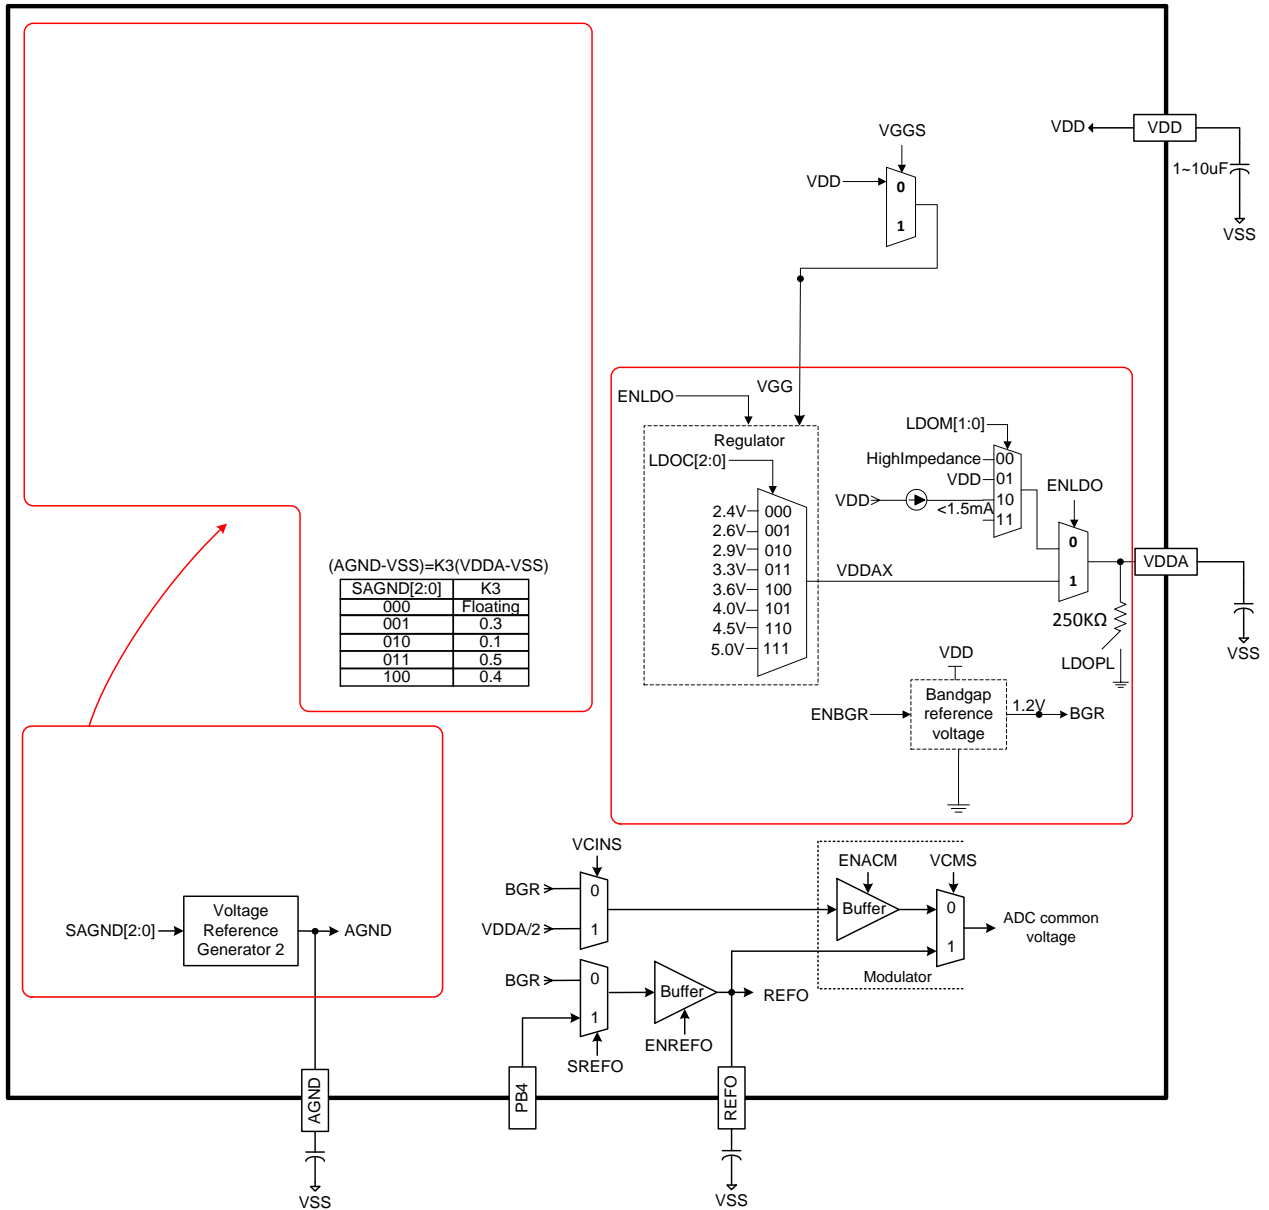 VGGS
VDD
0
1
VDD
VDD
1~10uF
VSS
VGG
ENLDO
Regulator
LDOC[2:0]
2.4V 000
2.6V 001
2.9V 010
3.3V 011
3.6V 100
4.0V 101
4.5V 110
5.0V 111
VDDAX
LDOM[1:0]
HighImpedance 00
VDD 01
VDD 10
<1.5mA
11
ENLDO
0
1
VDDA
VSS
250KΩ
LDOPL
VDD
ENBGR
Bandgap
reference
voltage
1.2V
BGR
(AGND-VSS)=K3(VDDA-VSS)
SAGND[2:0] K3
000 Floating
001 0.3
010 0.1
011 0.5
100 0.4
SAGND[2:0]
Voltage
Reference
Generator 2
AGND
AGND
VSS
VCINS
BGR 0
VDDA/2 1
BGR 0
1
SREFO
PB4
Buffer
ENREFO
REFO
REFO
VSS
ENACM
Buffer
VCMS
0
1
Modulator
ADC common
voltage